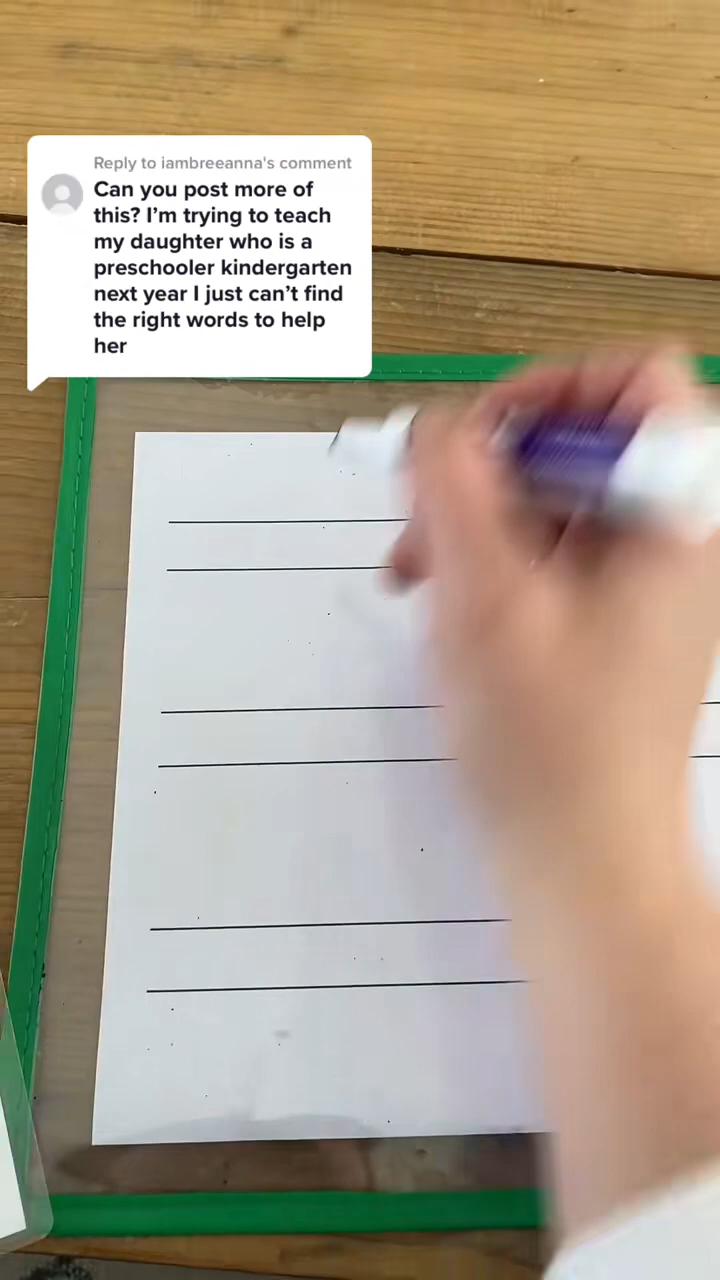 Reply to iambreeanna's comment
Can you post more of
this? I’m trying to teach
my daughter who is a
preschooler kindergarten
next year I just can’t find
the right words to help
her